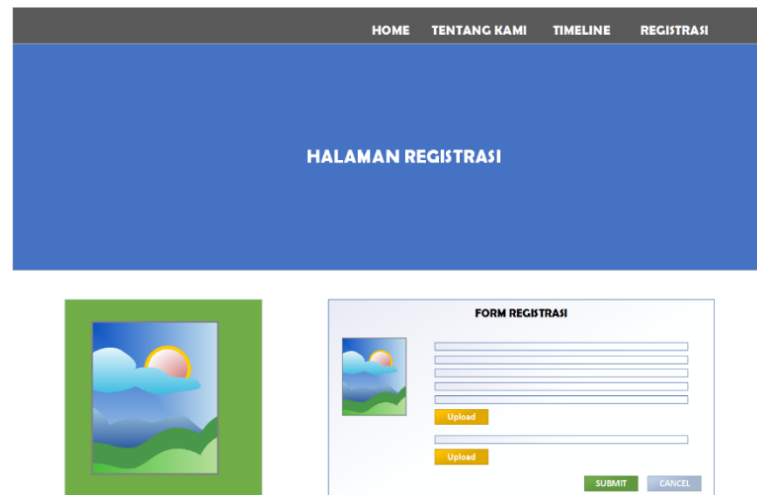 HOME TENTANG KAMI TIMELINE REGISTRASI
HALAMAN REGISTRASI
FORM REGISTRASI
Upload
Upload
SUBMIT CANCEL